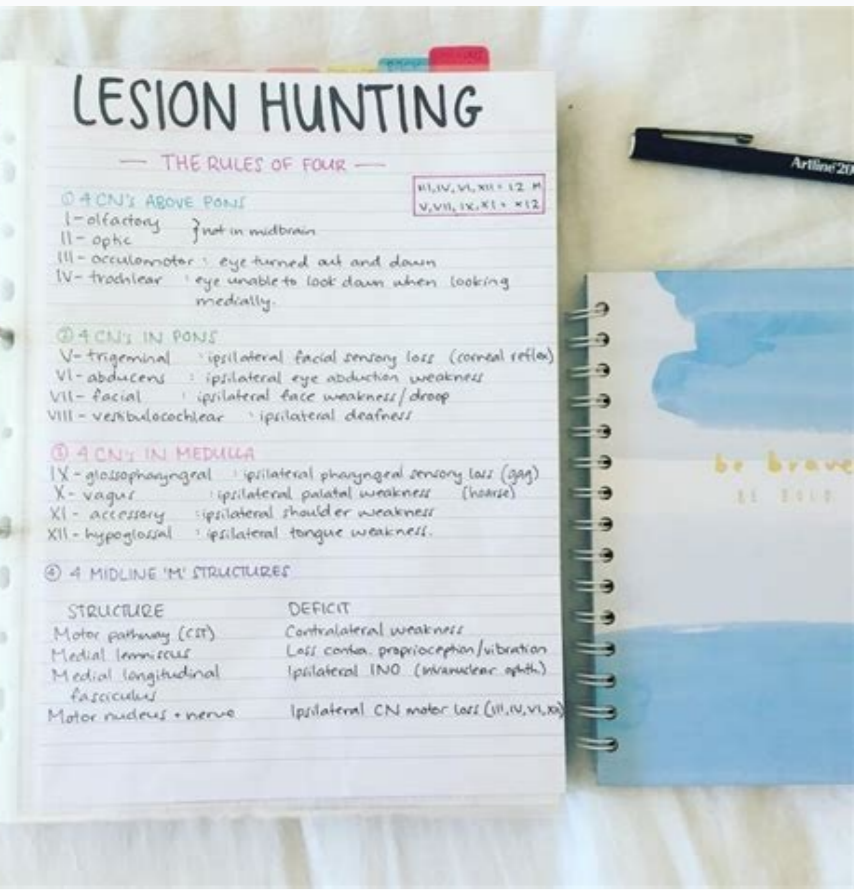 LESION HUNTING
— THE RULES OF FOUR —
III, IV, VI, XII = 12 M
V, VII, IX, XI = x12
① 4 CN's ABOVE PONS
I - olfactory
II - optic } not in midbrain
III - occulomotor : eye turned out and down
IV - trochlear : eye unable to look down when looking
medially.
② 4 CN's IN PONS
V - trigeminal : ipsilateral facial sensory loss (corneal reflex)
VI - abducens : ipsilateral eye abduction weakness
VII - facial : ipsilateral face weakness/droop
VIII - vestibulocochlear : ipsilateral deafness
③ 4 CN's IN MEDULLA
IX - glossopharyngeal : ipsilateral pharyngeal sensory loss (gag)
X - vagus : ipsilateral palatal weakness (hoarse)
XI - accessory : ipsilateral shoulder weakness
XII - hypoglossal : ipsilateral tongue weakness.
④ 4 MIDLINE 'M' STRUCTURES
STRUCTURE DEFICIT
Motor pathway (CST) Contralateral weakness
Medial lemniscus Loss contra. proprioception/vibration
Medial longitudinal Ipsilateral INO (intranuclear ophth.)
fasciculus
Motor nucleus + nerve Ipsilateral CN motor loss (III, IV, VI, XII)
Artline 20
be brave
BE BOLD